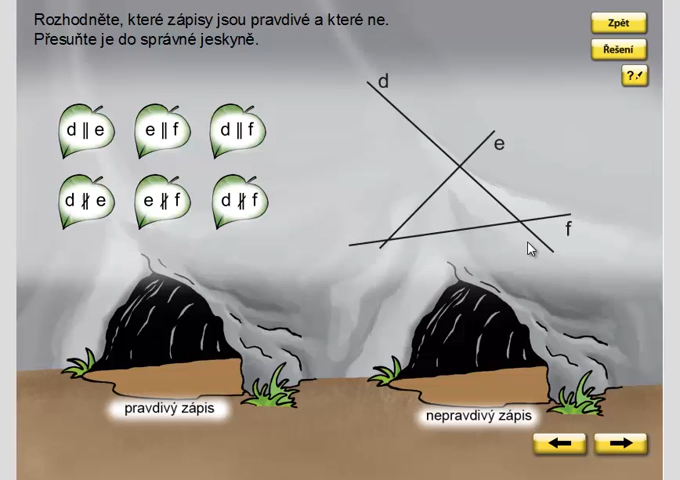 Rozhodněte, které zápisy jsou pravdivé a které ne.
Přesuňte je do správné jeskyně.
Zpět
Řešení
?
d ∥ e
e ∥ f
d ∥ f
d ∦ e
e ∦ f
d ∦ f
d
e
f
pravdivý zápis
nepravdivý zápis